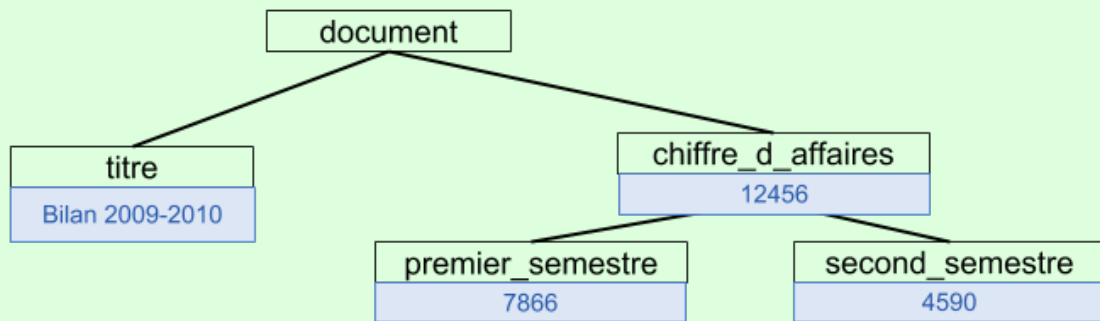 document
titre
Bilan 2009-2010
chiffre_d_affaires
12456
premier_semestre
7866
second_semestre
4590